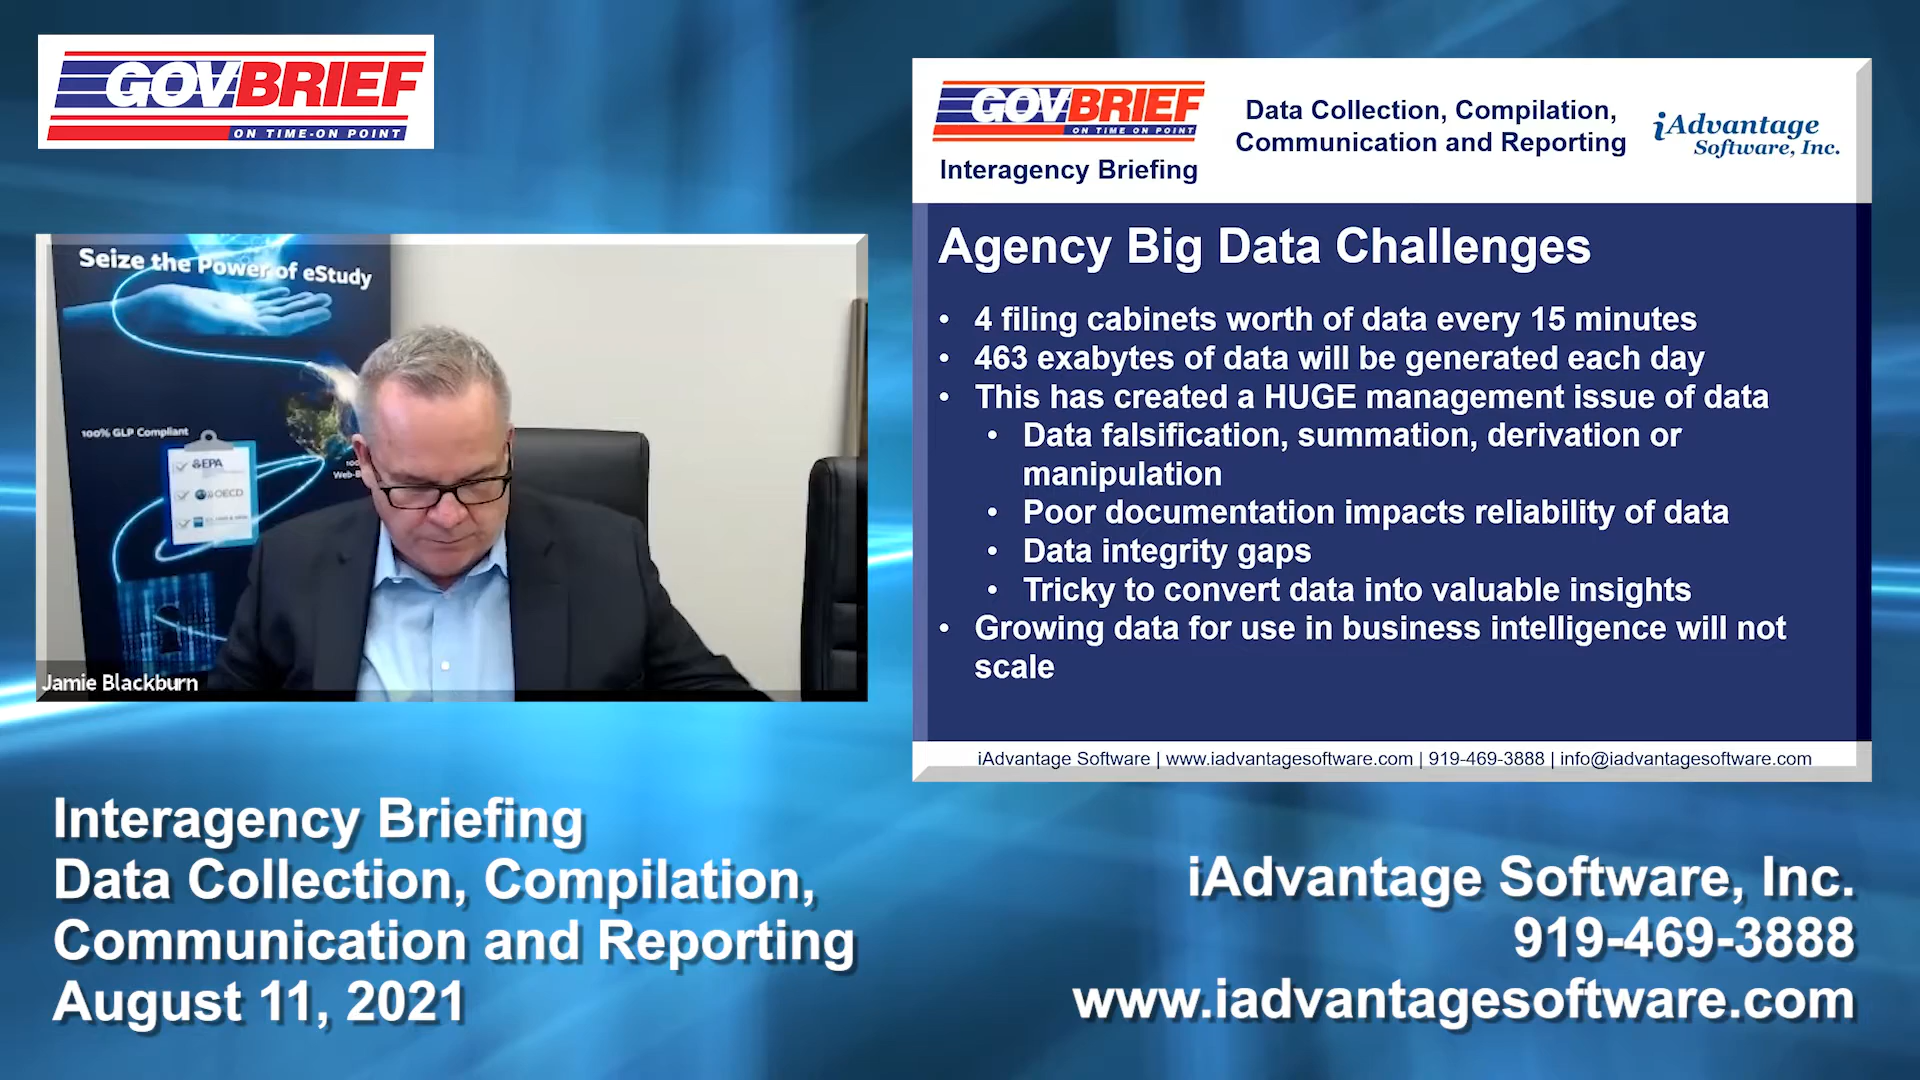 GOVBRIEF
ON TIME-ON POINT
Seize the Power of eStudy
100% GLP Compliant
EPA
OECD
Jamie Blackburn
Interagency Briefing
Data Collection, Compilation,
Communication and Reporting
August 11, 2021
GOVBRIEF
ON TIME ON POINT
Interagency Briefing
Data Collection, Compilation,
Communication and Reporting
iAdvantage
Software, Inc.
Agency Big Data Challenges
• 4 filing cabinets worth of data every 15 minutes
• 463 exabytes of data will be generated each day
• This has created a HUGE management issue of data
• Data falsification, summation, derivation or
manipulation
• Poor documentation impacts reliability of data
• Data integrity gaps
• Tricky to convert data into valuable insights
• Growing data for use in business intelligence will not
scale
iAdvantage Software | www.iadvantagesoftware.com | 919-469-3888 | info@iadvantagesoftware.com
iAdvantage Software, Inc.
919-469-3888
www.iadvantagesoftware.com